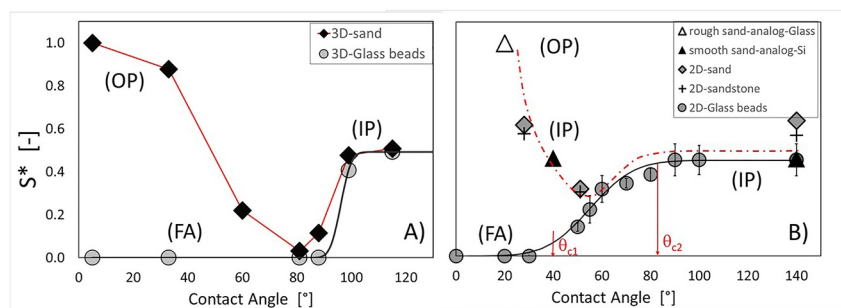 1.0
0.8
0.6
0.4
0.2
0.0
S* [-]
3D-sand
3D-Glass beads
(OP)
(IP)
(FA)
A)
0 20 40 60 80 100 120
Contact Angle [°]
rough sand-analog-Glass
smooth sand-analog-Si
2D-sand
2D-sandstone
2D-Glass beads
(OP)
(IP)
(IP)
(FA)
θc1
θc2
B)
0 20 40 60 80 100 120 140
Contact Angle [°]